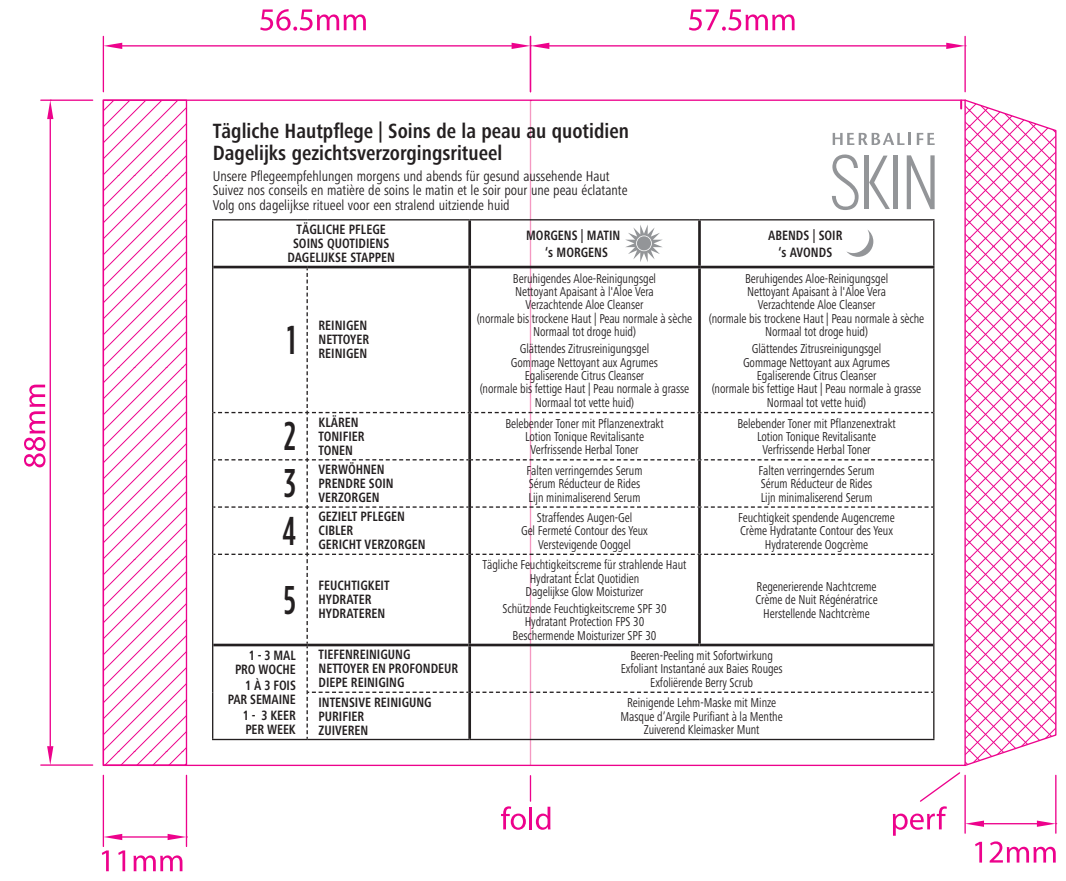 56.5mm
57.5mm
88mm
Tägliche Hautpflege | Soins de la peau au quotidien
Dagelijks gezichtsverzorgingsritueel
Unsere Pflegeempfehlungen morgens und abends für gesund aussehende Haut
Suivez nos conseils en matière de soins le matin et le soir pour une peau éclatante
Volg ons dagelijkse ritueel voor een stralend uitziende huid
HERBALIFE
SKIN
TÄGLICHE PFLEGE
SOINS QUOTIDIENS
DAGELIJKSE STAPPEN
MORGENS | MATIN
's MORGENS
ABENDS | SOIR
's AVONDS
1
REINIGEN
NETTOYER
REINIGEN
Beruhigendes Aloe-Reinigungsgel
Nettoyant Apaisant à l'Aloe Vera
Verzachtende Aloe Cleanser
(normale bis trockene Haut | Peau normale à sèche
Normaal tot droge huid)
Glättendes Zitrusreinigungsgel
Gommage Nettoyant aux Agrumes
Egaliserende Citrus Cleanser
(normale bis fettige Haut | Peau normale à grasse
Normaal tot vette huid)
Beruhigendes Aloe-Reinigungsgel
Nettoyant Apaisant à l'Aloe Vera
Verzachtende Aloe Cleanser
(normale bis trockene Haut | Peau normale à sèche
Normaal tot droge huid)
Glättendes Zitrusreinigungsgel
Gommage Nettoyant aux Agrumes
Egaliserende Citrus Cleanser
(normale bis fettige Haut | Peau normale à grasse
Normaal tot vette huid)
2
KLÄREN
TONIFIER
TONEN
Belebender Toner mit Pflanzenextrakt
Lotion Tonique Revitalisante
Verfrissende Herbal Toner
Belebender Toner mit Pflanzenextrakt
Lotion Tonique Revitalisante
Verfrissende Herbal Toner
3
VERWÖHNEN
PRENDRE SOIN
VERZORGEN
Falten verringerndes Serum
Sérum Réducteur de Rides
Lijn minimaliserend Serum
Falten verringerndes Serum
Sérum Réducteur de Rides
Lijn minimaliserend Serum
4
GEZIELT PFLEGEN
CIBLER
GERICHT VERZORGEN
Straffendes Augen-Gel
Gel Fermeté Contour des Yeux
Verstevigende Ooggel
Feuchtigkeit spendende Augencreme
Crème Hydratante Contour des Yeux
Hydraterende Oogcrème
5
FEUCHTIGKEIT
HYDRATER
HYDRATEREN
Tägliche Feuchtigkeitscreme für strahlende Haut
Hydratant Éclat Quotidien
Dagelijkse Glow Moisturizer
Schützende Feuchtigkeitscreme SPF 30
Hydratant Protection FPS 30
Beschermende Moisturizer SPF 30
Regenerierende Nachtcreme
Crème de Nuit Régénératrice
Herstellende Nachtcrème
1 - 3 MAL
PRO WOCHE
1 À 3 FOIS
PAR SEMAINE
1 - 3 KEER
PER WEEK
TIEFENREINIGUNG
NETTOYER EN PROFONDEUR
DIEPE REINIGING
Beeren-Peeling mit Sofortwirkung
Exfoliant Instantané aux Baies Rouges
Exfoliërende Berry Scrub
INTENSIVE REINIGUNG
PURIFIER
ZUIVEREN
Reinigende Lehm-Maske mit Minze
Masque d'Argile Purifiant à la Menthe
Zuiverend Kleimasker Munt
fold
perf
11mm
12mm